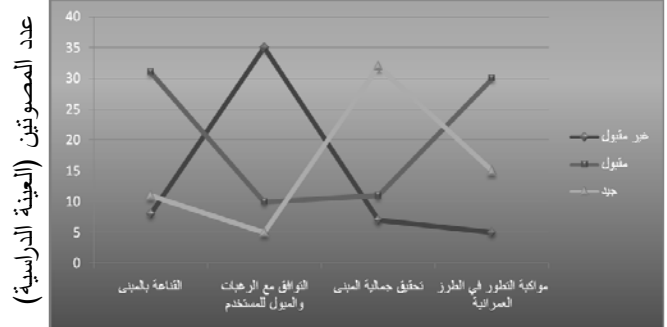 عدد المصوتين (العينة الدراسية)
40
35
30
25
20
15
10
5
0
القناعة بالمبنى
التوافق مع الرغبات
والميول للمستخدم
تحقيق جمالية المبنى
مواكبة التطور في الطرز
العمرانية
غير مقبول
مقبول
جيد